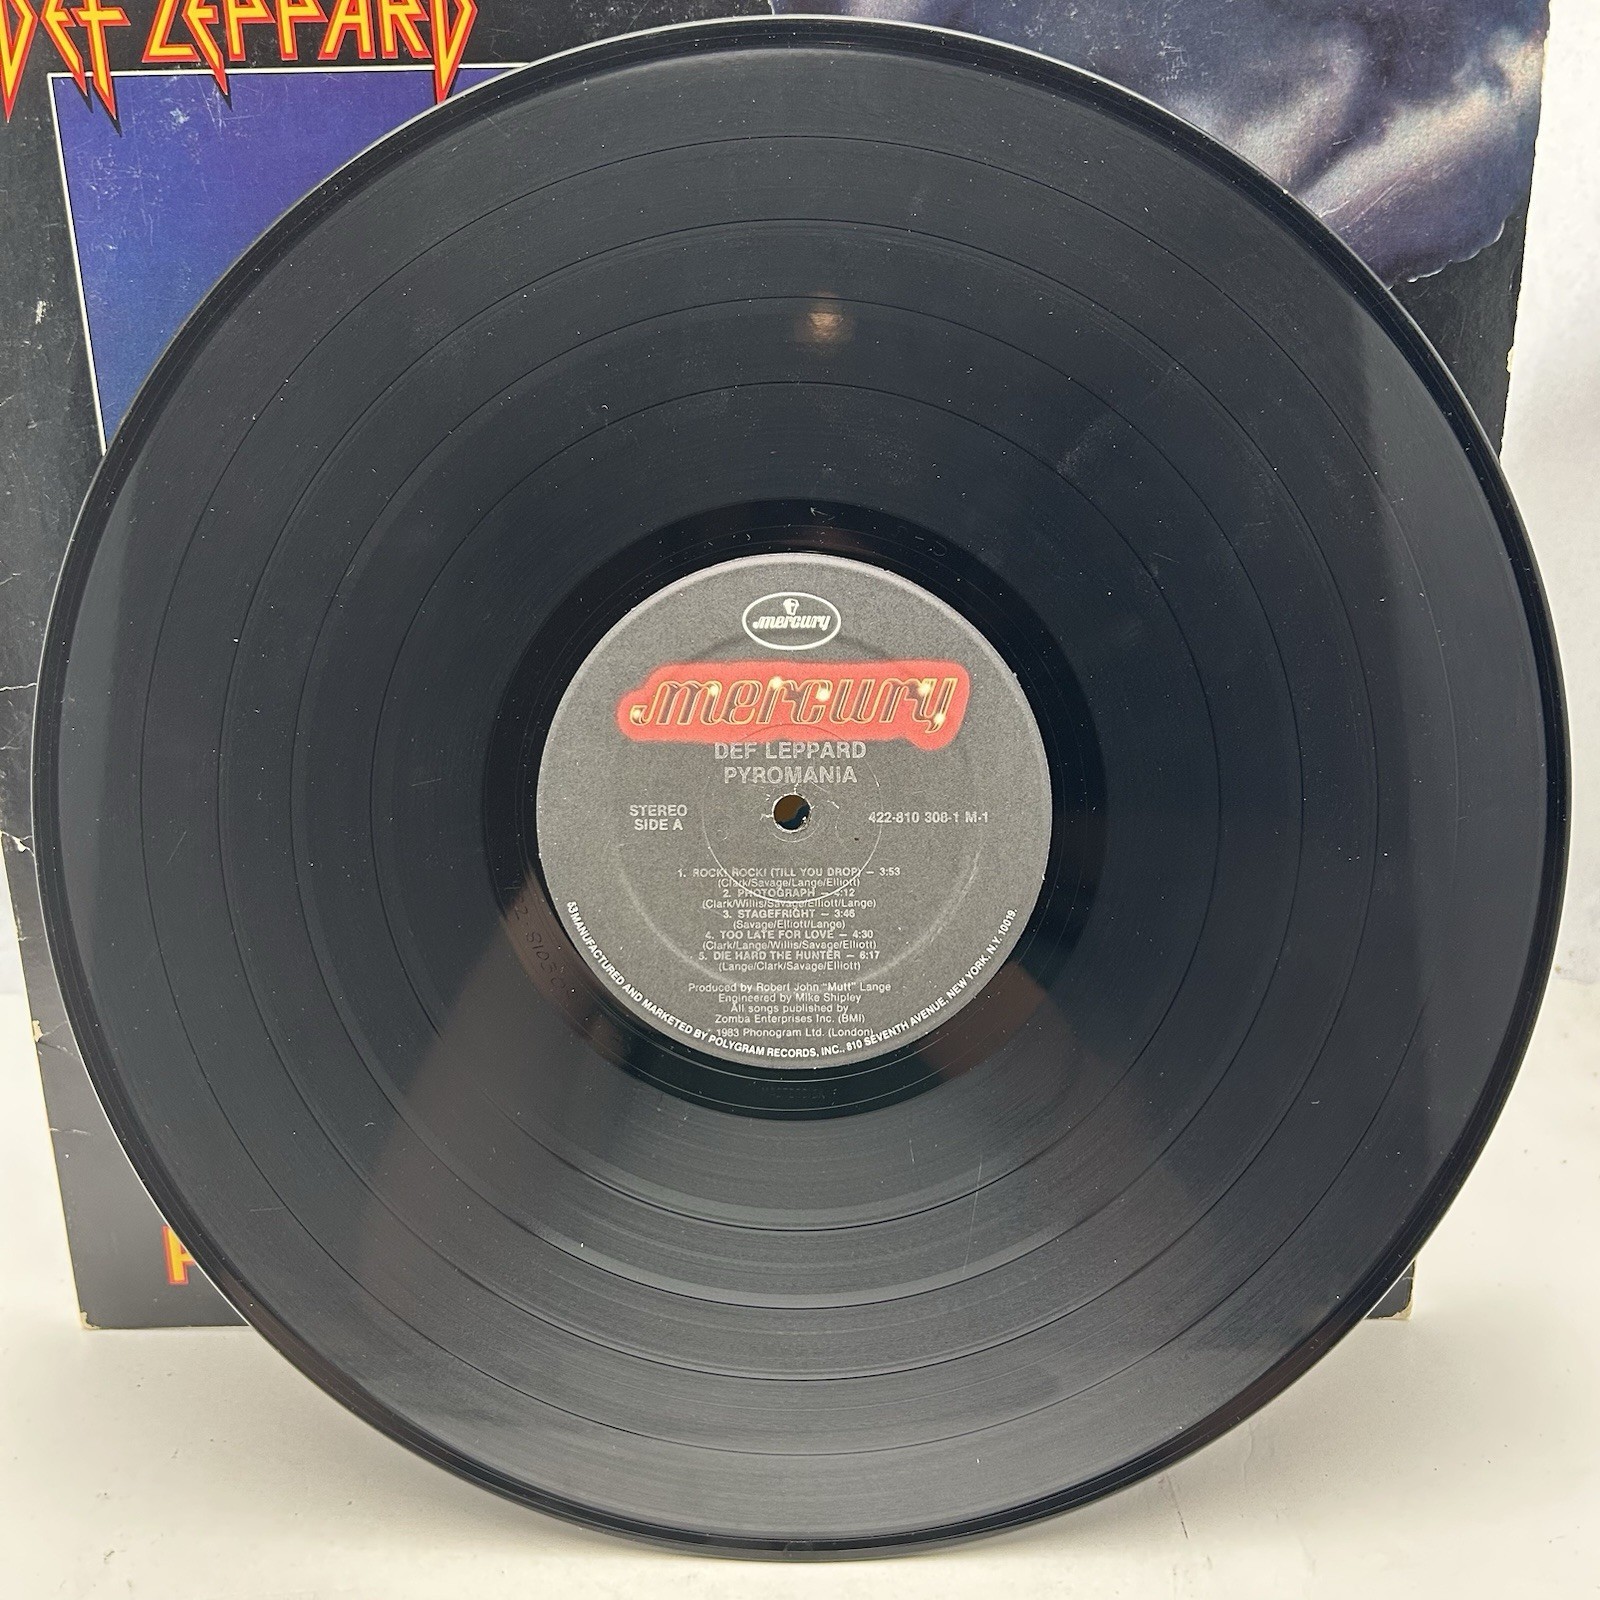 DEF LEPPARD
mercury
mercury
DEF LEPPARD
PYROMANIA
STEREO
SIDE A
422-810 308-1 M-1
1. ROCK! ROCK! (TILL YOU DROP) — 3:53
(Clark/Savage/Lange/Elliott)
2. PHOTOGRAPH — 4:12
(Clark/Willis/Savage/Elliott/Lange)
3. STAGEFRIGHT — 3:46
(Savage/Elliott/Lange)
4. TOO LATE FOR LOVE — 4:30
(Clark/Lange/Willis/Savage/Elliott)
5. DIE HARD THE HUNTER — 6:17
(Lange/Clark/Savage/Elliott)
Produced by Robert John "Mutt" Lange
Engineered by Mike Shipley
All songs published by
Zomba Enterprises Inc. (BMI)
1983 Phonogram Ltd. (London)
53 MANUFACTURED AND MARKETED BY POLYGRAM RECORDS, INC., 810 SEVENTH AVENUE, NEW YORK, N.Y. 10019.